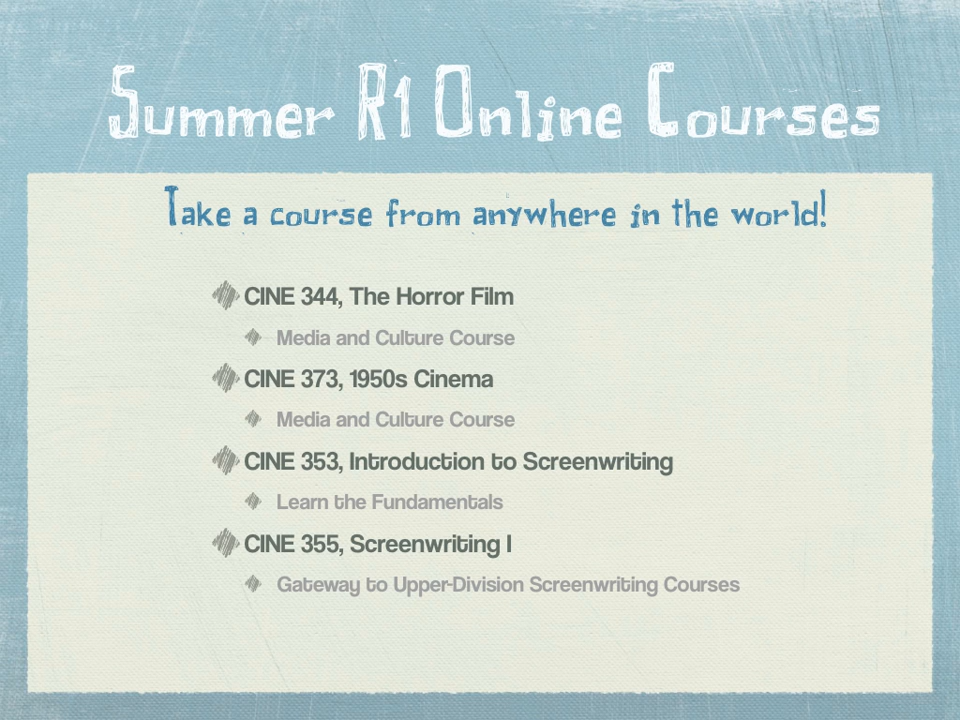 Summer R1 Online Courses
Take a course from anywhere in the world!
CINE 344, The Horror Film
Media and Culture Course
CINE 373, 1950s Cinema
Media and Culture Course
CINE 353, Introduction to Screenwriting
Learn the Fundamentals
CINE 355, Screenwriting I
Gateway to Upper-Division Screenwriting Courses